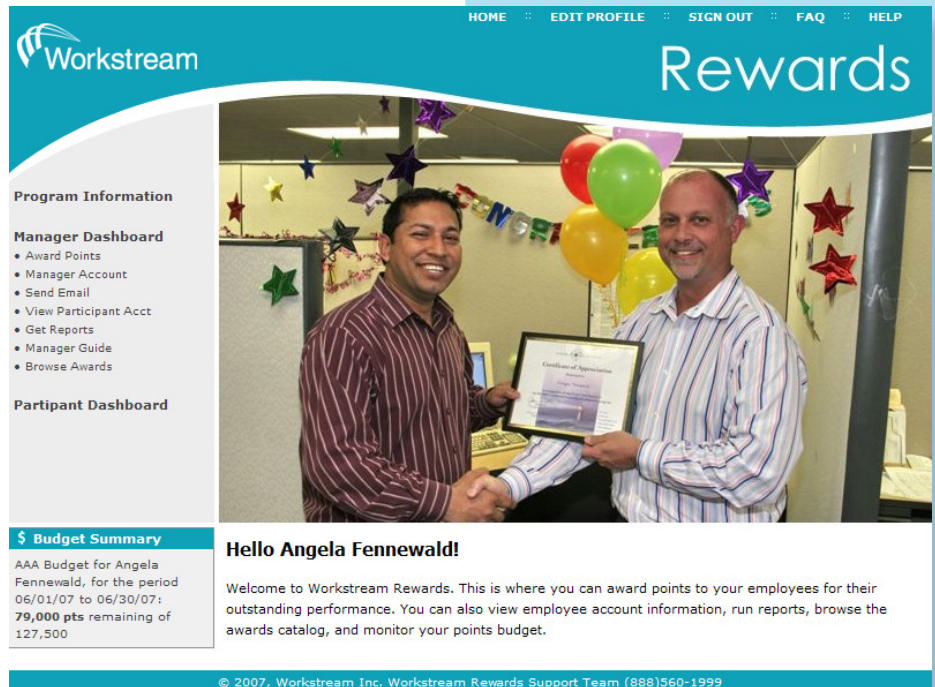 HOME :: EDIT PROFILE :: SIGN OUT :: FAQ :: HELP
Workstream
Rewards
Program Information
Manager Dashboard
• Award Points
• Manager Account
• Send Email
• View Participant Acct
• Get Reports
• Manager Guide
• Browse Awards
Partipant Dashboard
Certificate of Appreciation
$ Budget Summary
AAA Budget for Angela
Fennewald, for the period
06/01/07 to 06/30/07:
79,000 pts remaining of
127,500
Hello Angela Fennewald!
Welcome to Workstream Rewards. This is where you can award points to your employees for their
outstanding performance. You can also view employee account information, run reports, browse the
awards catalog, and monitor your points budget.
© 2007, Workstream Inc. Workstream Rewards Support Team (888)560-1999